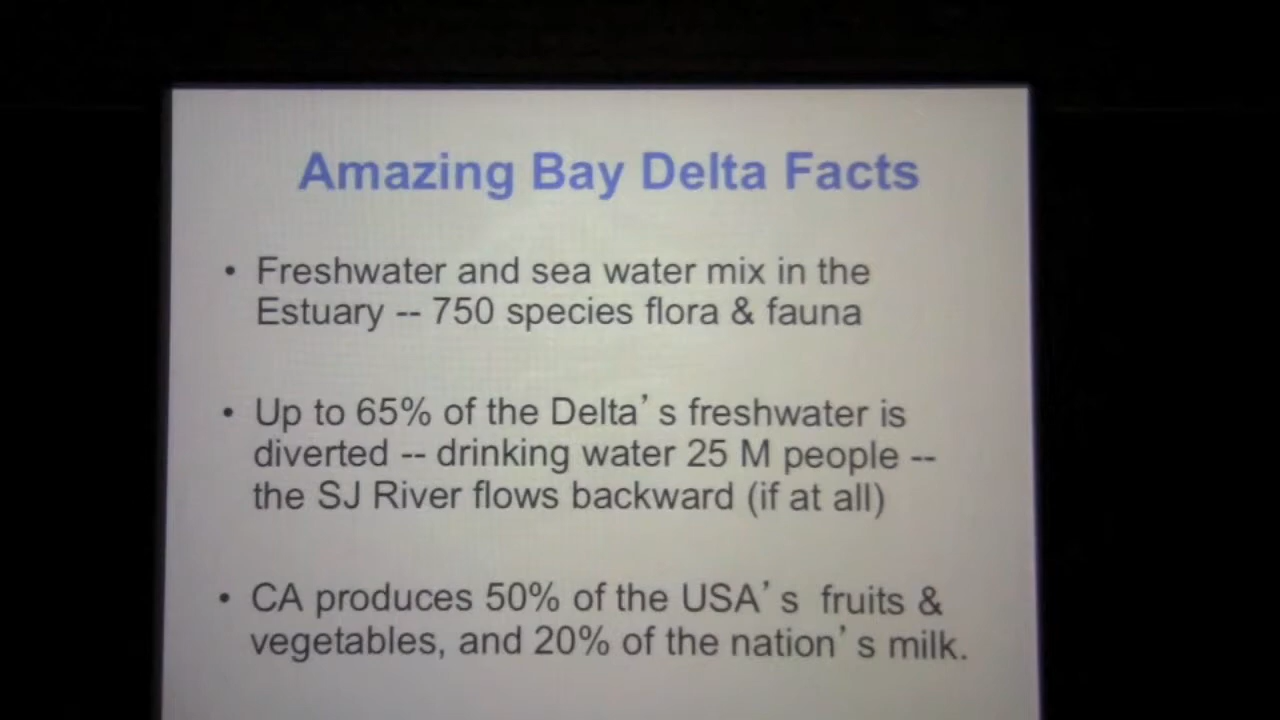 Amazing Bay Delta Facts
• Freshwater and sea water mix in the
Estuary -- 750 species flora & fauna
• Up to 65% of the Delta’s freshwater is
diverted -- drinking water 25 M people --
the SJ River flows backward (if at all)
• CA produces 50% of the USA’s fruits &
vegetables, and 20% of the nation’s milk.